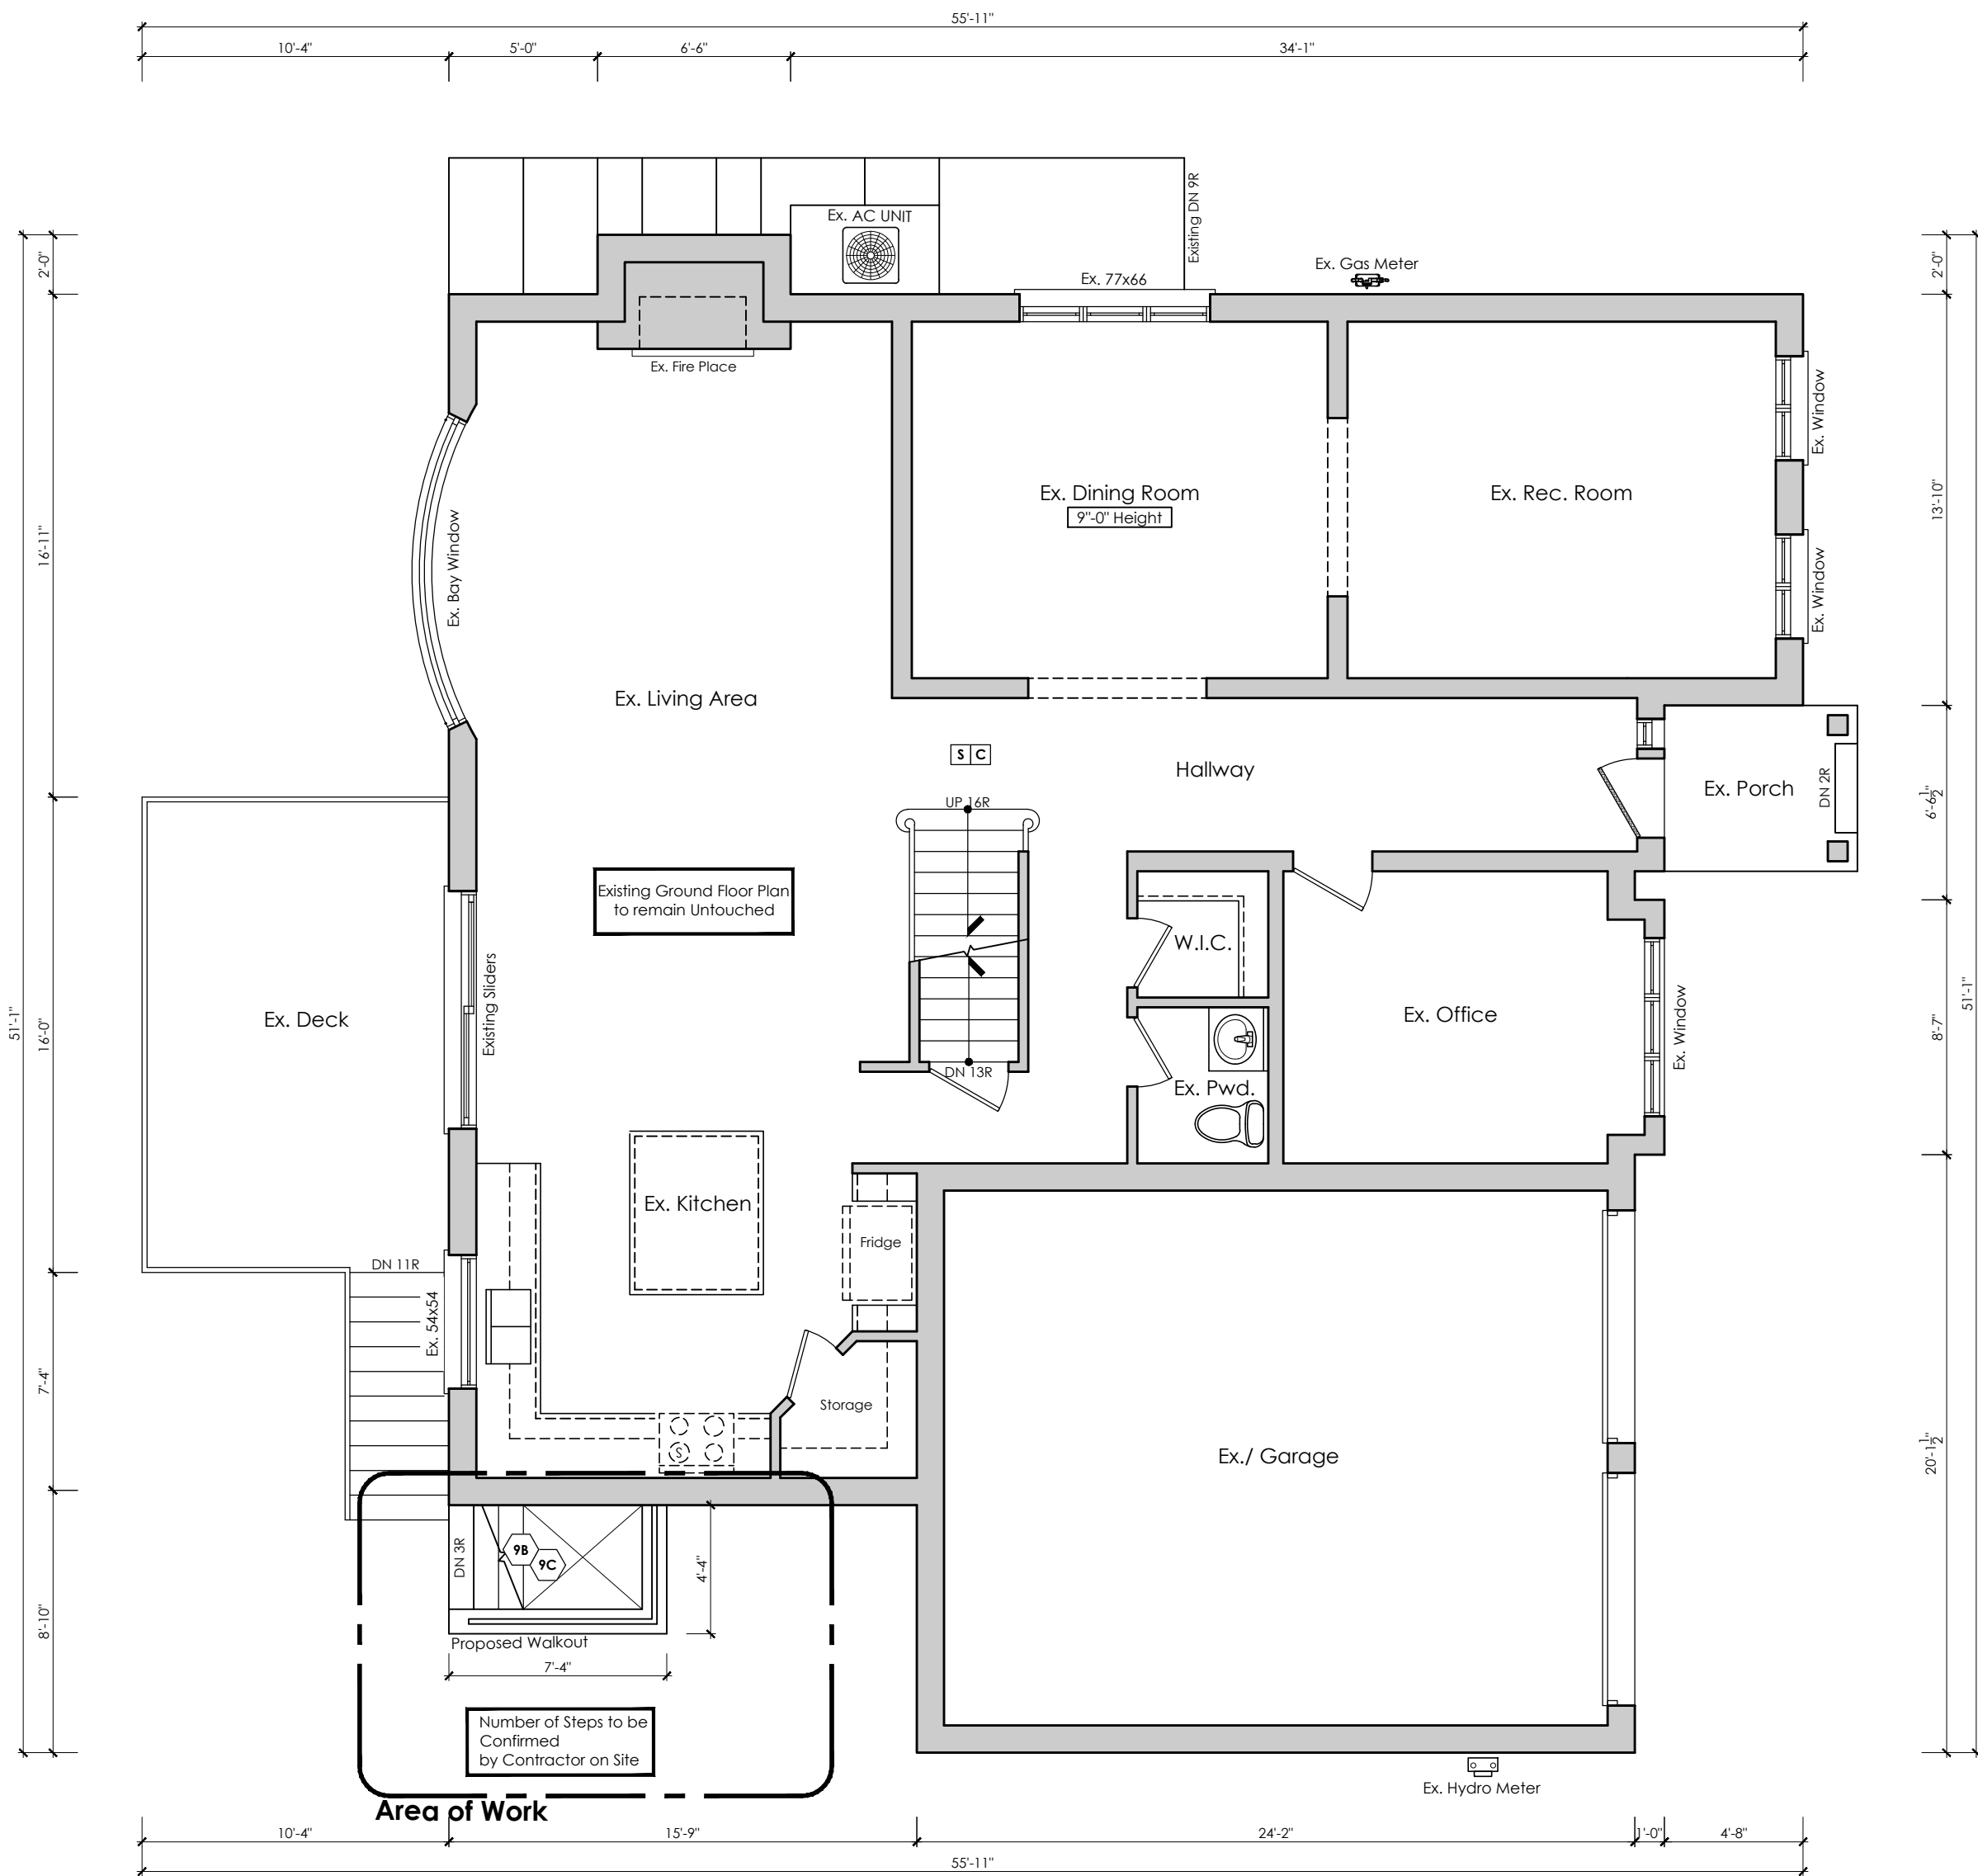 55'-11"
10'-4"
5'-0"
6'-6"
34'-1"
Existing DN 9R
Ex. AC UNIT
Ex. 77x66
Ex. Gas Meter
2'-0"
2'-0"
Ex. Fire Place
Ex. Window
Ex. Dining Room
9"-0" Height
Ex. Rec. Room
13'-10"
16'-11"
Ex. Bay Window
Ex. Window
Ex. Living Area
S C
Hallway
Ex. Porch
DN 2R
6'-6 1/2"
UP 16R
Existing Ground Floor Plan
to remain Untouched
W.I.C.
Existing Sliders
Ex. Deck
Ex. Office
Ex. Window
8'-7"
51'-1"
51'-1"
16'-0"
DN 13R
Ex. Pwd.
Ex. Kitchen
Fridge
DN 11R
Ex. 54x54
7'-4"
Storage
S
Ex./ Garage
20'-1 1/2"
DN 3R
9B
9C
4'-4"
8'-10"
Proposed Walkout
7'-4"
Number of Steps to be
Confirmed
by Contractor on Site
Ex. Hydro Meter
Area of Work
10'-4"
15'-9"
24'-2"
1'-0"
4'-8"
55'-11"